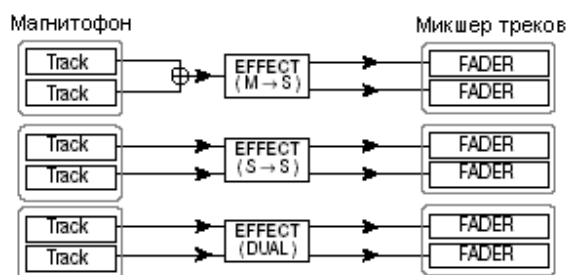 Магнитофон
Микшер треков
Track
Track
EFFECT
(M → S)
FADER
FADER
Track
Track
EFFECT
(S → S)
FADER
FADER
Track
Track
EFFECT
(DUAL)
FADER
FADER